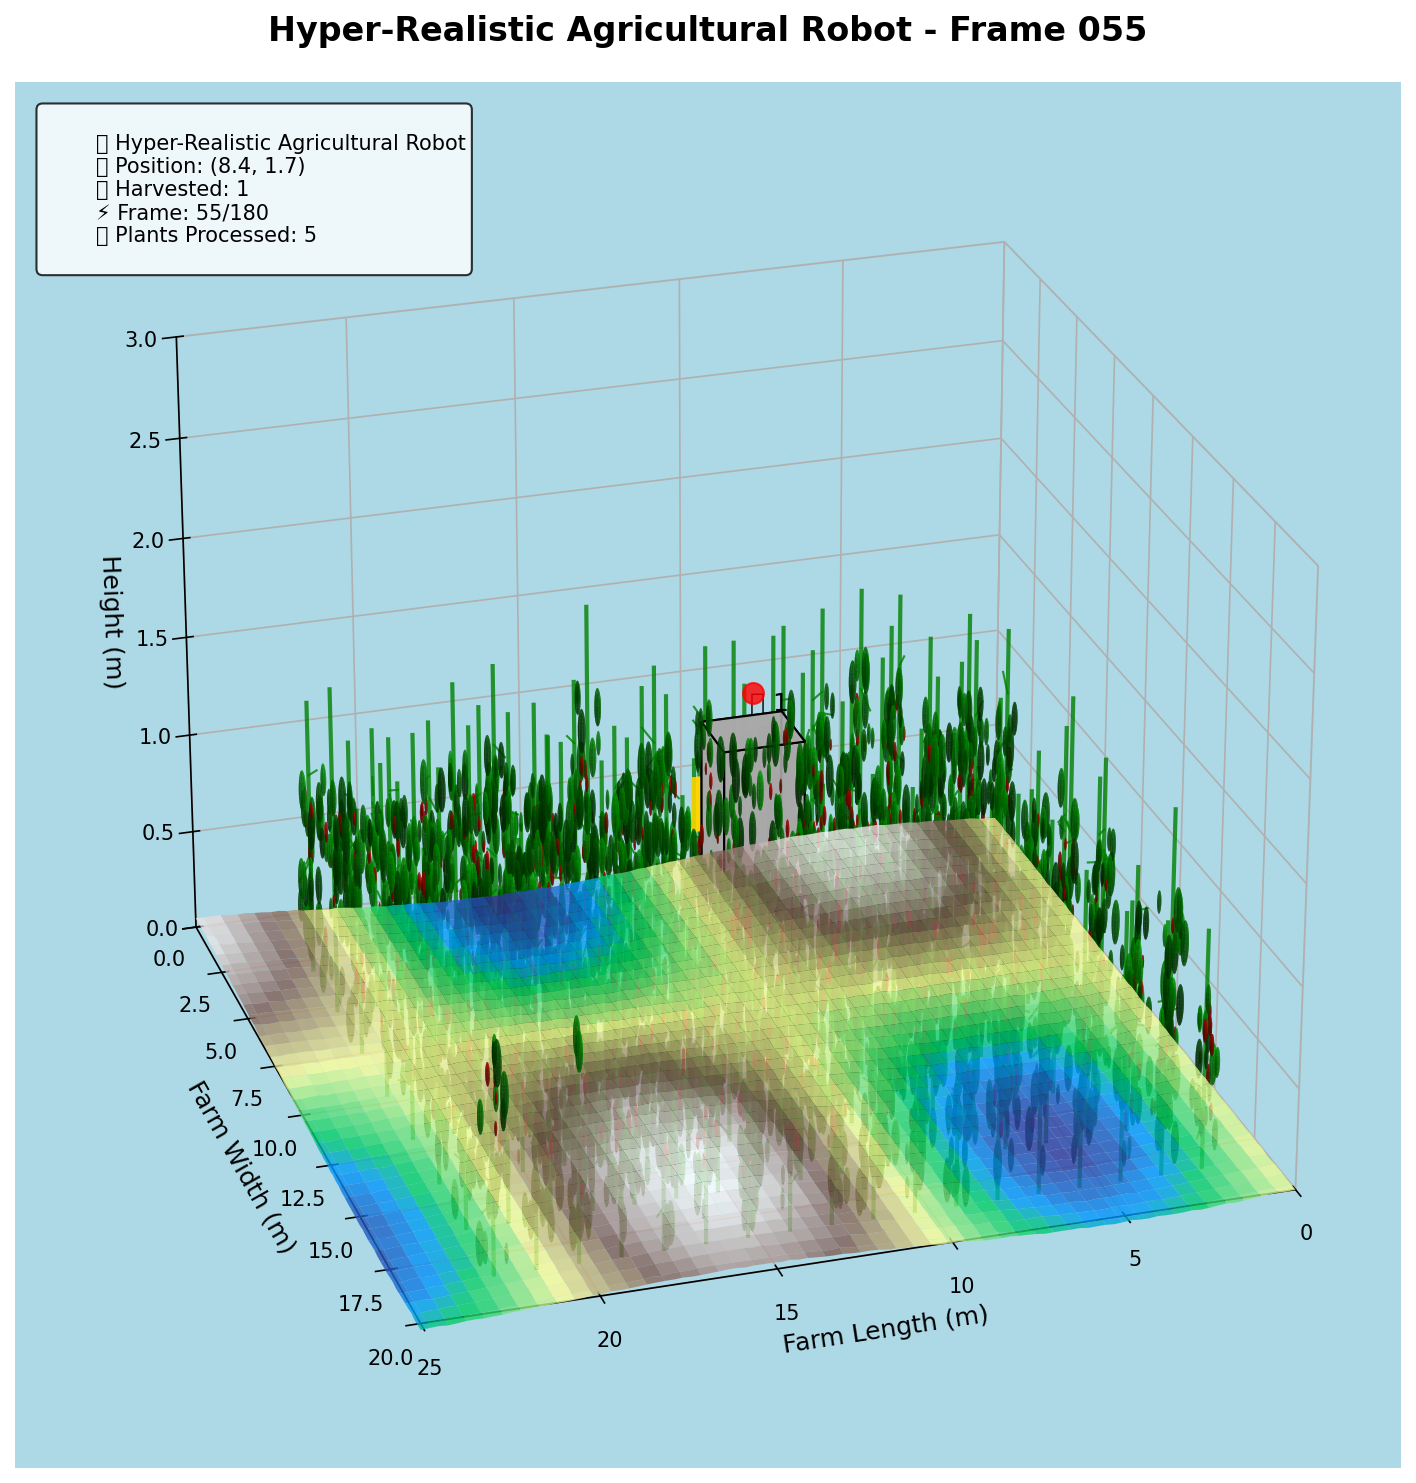 Hyper-Realistic Agricultural Robot - Frame 055
Hyper-Realistic Agricultural Robot
Position: (8.4, 1.7)
Harvested: 1
⚡ Frame: 55/180
Plants Processed: 5
3.0
2.5
2.0
1.5
1.0
0.5
0.0
Height (m)
1
0.0
2.5
5.0
7.5
10.0
12.5
15.0
17.5
20.0
Farm Width (m)
25
20
15
10
5
0
Farm Length (m)